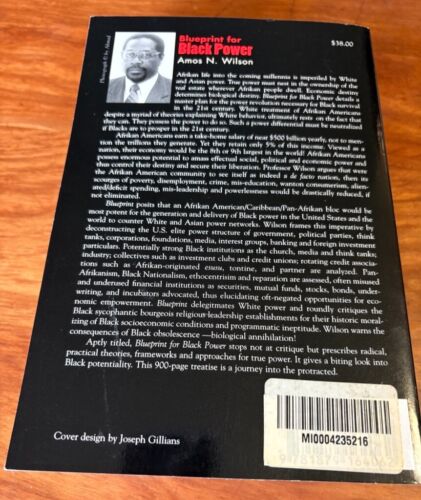 Blueprint for
Black Power
Amos N. Wilson
$38.00
Photograph © by Ahmad
Afrikan life into the coming millennia is imperiled by White
and Asian power. True power must nest in the ownership of the
real estate wherever Afrikan people dwell. Economic destiny
determines biological destiny. Blueprint for Black Power details a
master plan for the power revolution necessary for Black survival
in the 21st century. White treatment of Afrikan Americans
despite a myriad of theories explaining White behavior, ultimately rests on the fact that
they can. They possess the power to do so. Such a power differential must be neutralized
if Blacks are to prosper in the 21st century.
Afrikan Americans earn a take-home salary of near $500 billion yearly, not to men-
tion the trillions they generate. Yet they retain only 5% of this income. Viewed as a
nation, their economy would be the 8th or 9th largest in the world! Afrikan Americans
possess enormous potential to amass effectual social, political and economic power and
thus control their destiny and secure their liberation. Professor Wilson argues that were
the Afrikan American community to see itself as indeed a de facto nation, then its
scourges of poverty, disemployment, crime, mis-education, wanton consumerism, alien-
ated/deficit spending, mis-leadership and powerlessness would be drastically reduced, if
not eliminated.
Blueprint posits that an Afrikan American/Caribbean/Pan-Afrikan bloc would be
most potent for the generation and delivery of Black power in the United States and the
world to counter White and Asian power networks. Wilson frames this imperative by
deconstructing the U.S. elite power structure of government, political parties, think
tanks, corporations, foundations, media, interest groups, banking and foreign investment
particulars. Potentially strong Black institutions as the church, media and think tanks;
industry; collectives such as investment clubs and credit unions; rotating credit associa-
tions such as Afrikan-originated esusu, tontine, and partner are analyzed. Pan-
Afrikanism, Black Nationalism, ethnocentrism and reparation are assessed, often misused
and underused financial institutions as securities, mutual funds, stocks, bonds, under-
writing, and incubators advocated, thus elucidating oft-negated opportunities for eco-
nomic empowerment. Blueprint delegitimates White power and roundly critiques the
Black sycophantic bourgeois religious leadership establishments for their historic moral-
izing of Black socioeconomic conditions and programmatic ineptitude. Wilson warns the
consequences of Black obsolescence—biological annihilation!
Aptly titled, Blueprint for Black Power stops not at critique but prescribes radical,
practical theories, frameworks and approaches for true power. It gives a biting look into
Black potentiality. This 900-page treatise is a journey into the protracted.
Cover design by Joseph Gillians
MI0004235216